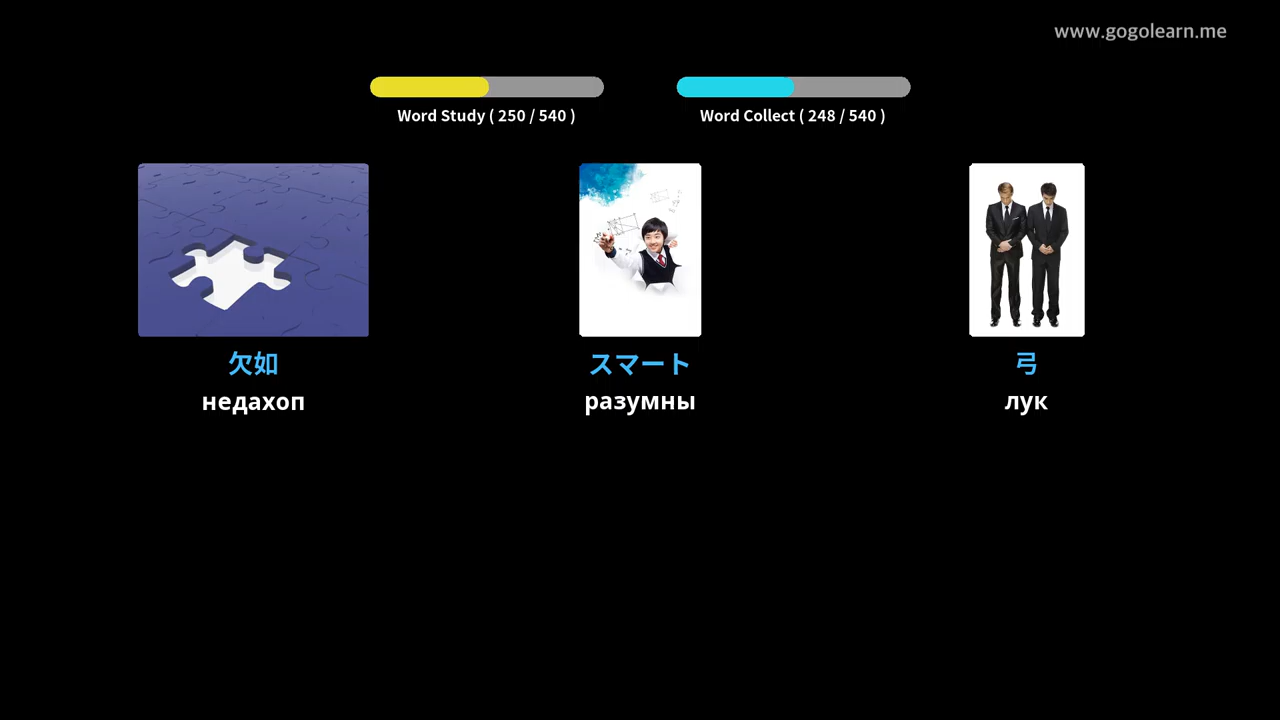 www.gogolearn.me
Word Study ( 250 / 540 )
Word Collect ( 248 / 540 )
欠如
недахоп
スマート
разумны
弓
лук